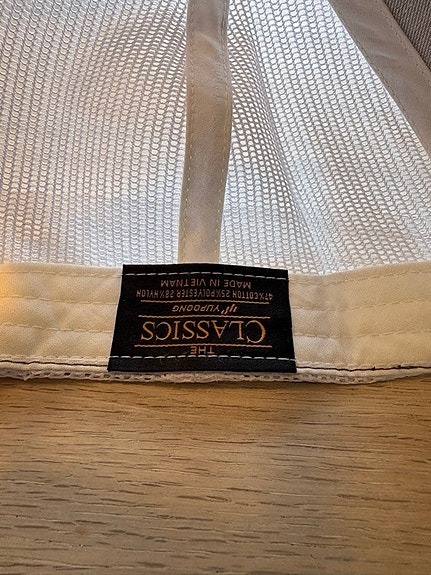 THE
CLASSICS
YUPOONG
47% COTTON 25% POLYESTER 28% NYLON
MADE IN VIETNAM